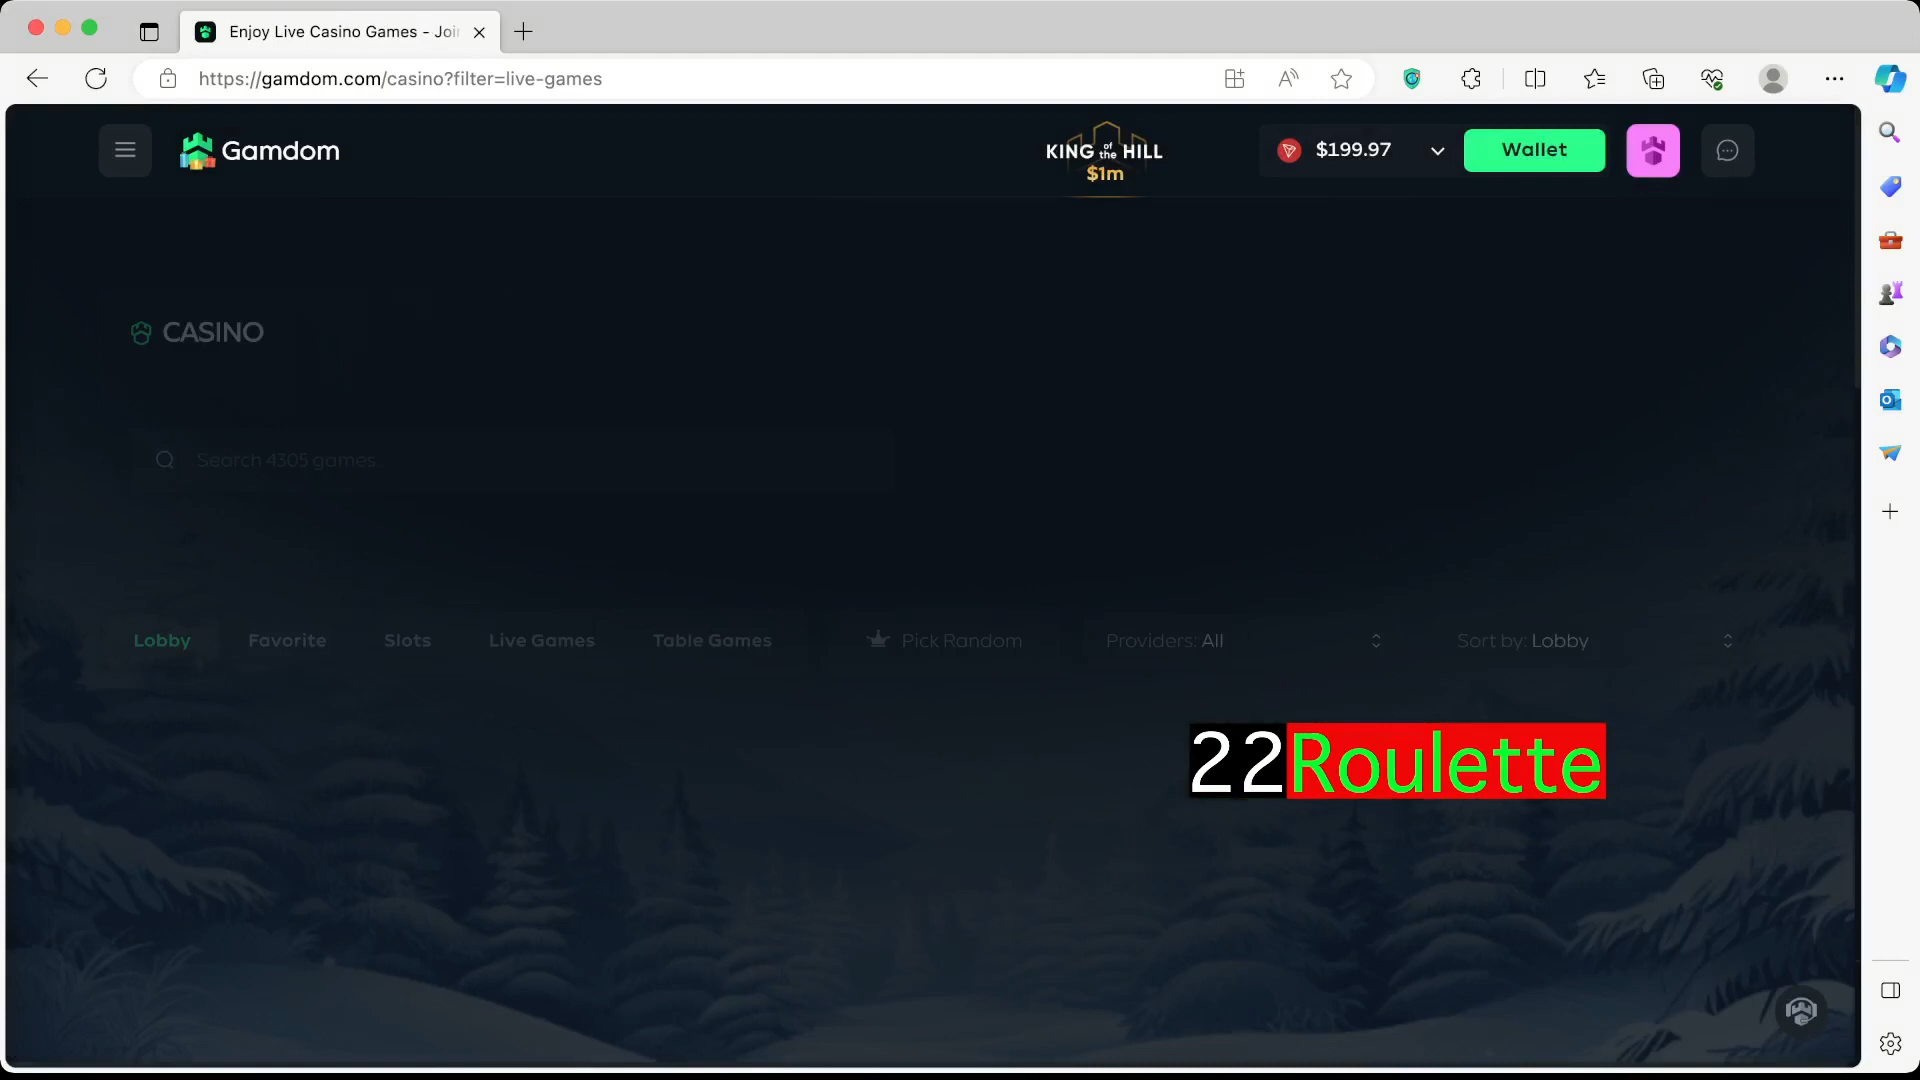 Enjoy Live Casino Games - Joi
https://gamdom.com/casino?filter=live-games
Gamdom
KING of the HILL
$1m
$199.97
Wallet
CASINO
Search 4305 games
Lobby
Favorite
Slots
Live Games
Table Games
Pick Random
Providers: All
Sort by: Lobby
22Roulette